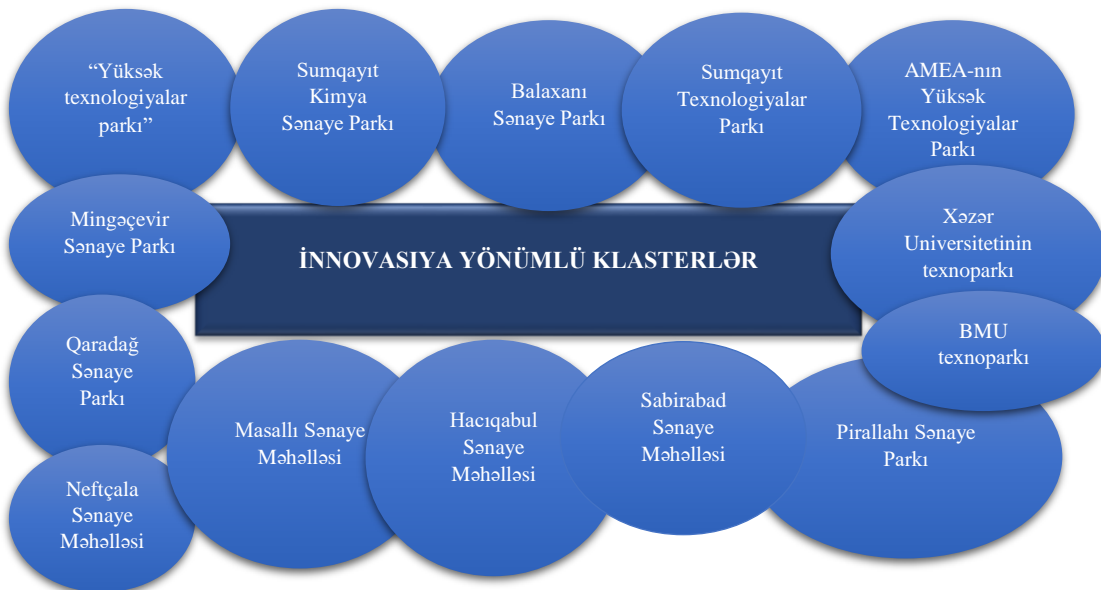 “Yüksək
texnologiyalar
parkı”
Sumqayıt
Kimya
Sənaye Parkı
Balaxanı
Sənaye Parkı
Sumqayıt
Texnologiyalar
Parkı
AMEA-nın
Yüksək
Texnologiyalar
Parkı
Mingəçevir
Sənaye Parkı
İNNOVASIYA YÖNÜMLÜ KLASTERLƏR
Xəzər
Universitetinin
texnoparkı
BMU
texnoparkı
Qaradağ
Sənaye
Parkı
Masallı Sənaye
Məhəlləsi
Hacıqabul
Sənaye
Məhəlləsi
Sabirabad
Sənaye
Məhəlləsi
Pirallahı Sənaye
Parkı
Neftçala
Sənaye
Məhəlləsi